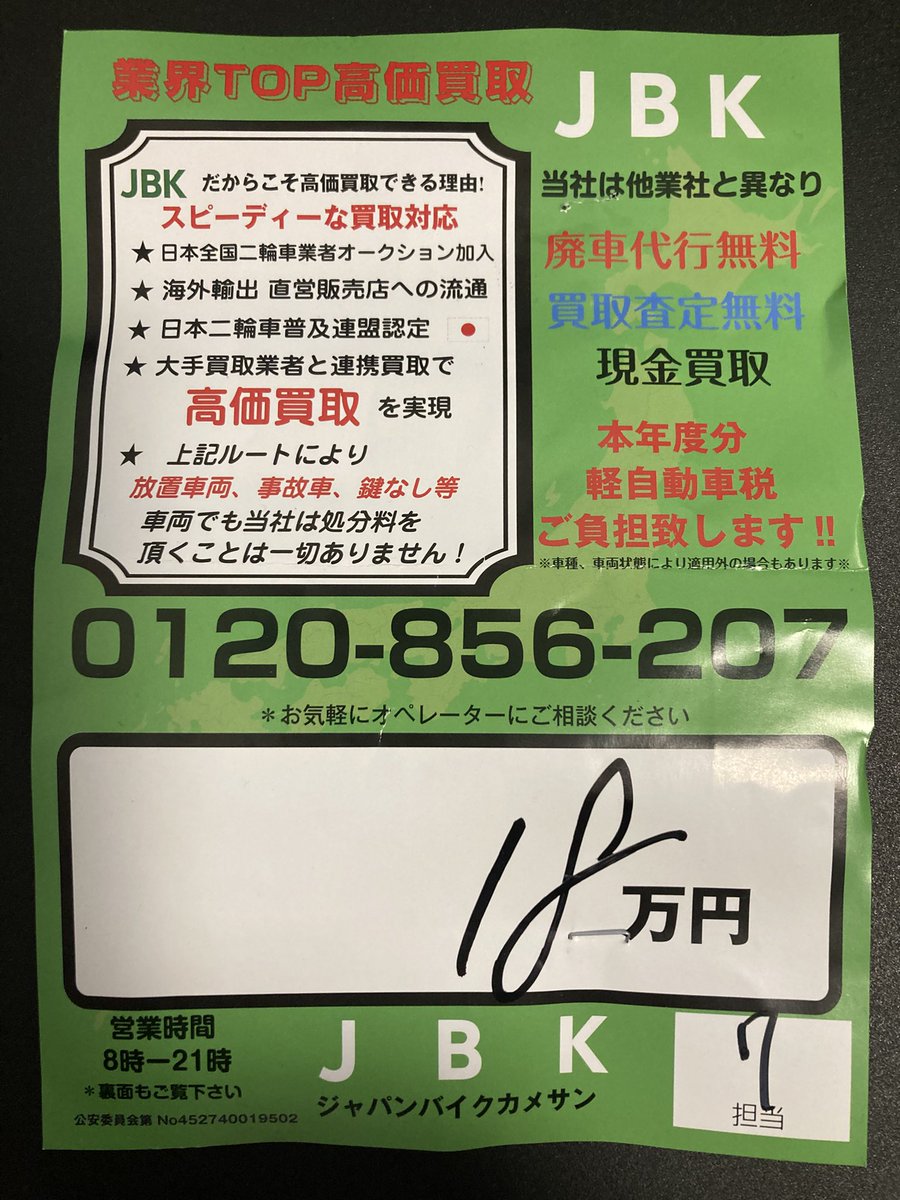 業界TOP高価買取
JBK
JBK だからこそ高価買取できる理由!
スピーディーな買取対応
★日本全国二輪車業者オークション加入
★ 海外輸出 直営販売店への流通
★ 日本二輪車普及連盟認定
★ 大手買取業者と連携買取で
高価買取 を実現
★ 上記ルートにより
放置車両、事故車、鍵なし等
車両でも当社は処分料を
頂くことは一切ありません!
当社は他業社と異なり
廃車代行無料
買取査定無料
現金買取
本年度分
軽自動車税
ご負担致します!!
※車種、車両状態により適用外の場合もあります※
0120-856-207
*お気軽にオペレーターにご相談ください
18 万円
営業時間
8時ー21時
*裏面もご覧下さい
公安委員会第 No452740019502
JBK
ジャパンバイクカメサン
7
担当